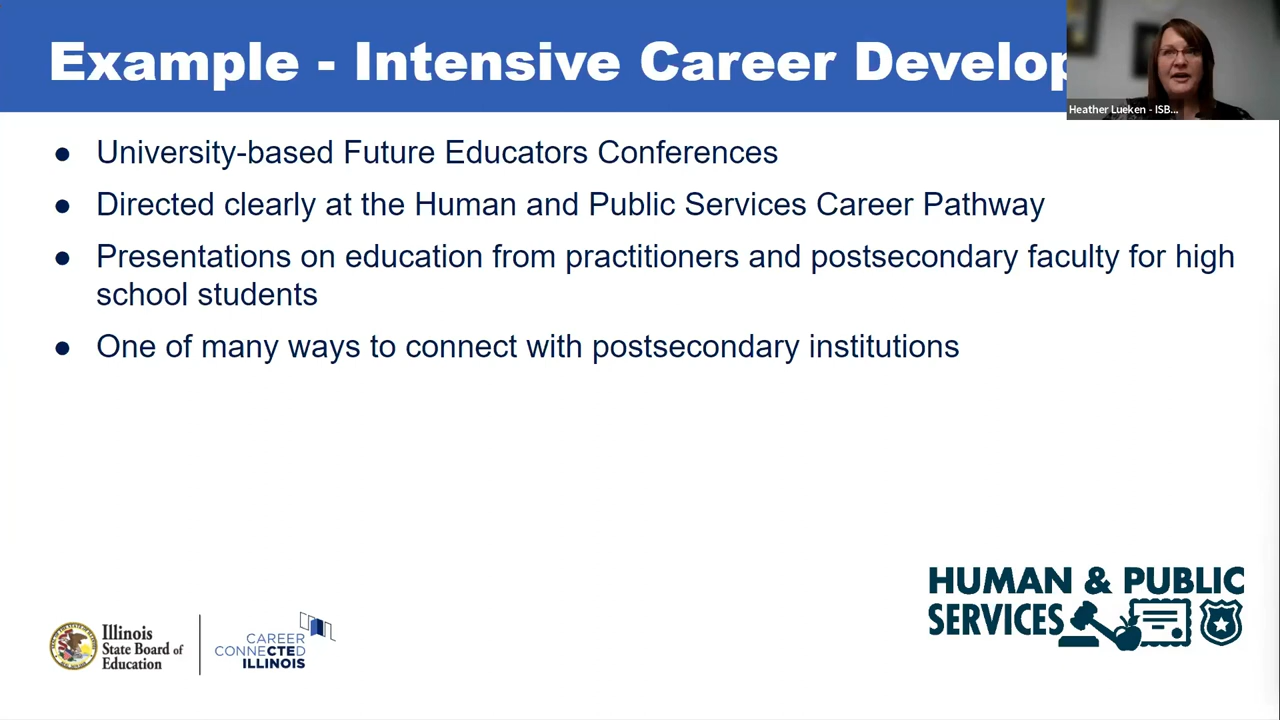 Example - Intensive Career Develop
Heather Lueken - ISB...
● University-based Future Educators Conferences
● Directed clearly at the Human and Public Services Career Pathway
● Presentations on education from practitioners and postsecondary faculty for high
school students
● One of many ways to connect with postsecondary institutions
HUMAN & PUBLIC
SERVICES
Illinois
State Board of
Education
CAREER
CONNECTED
ILLINOIS